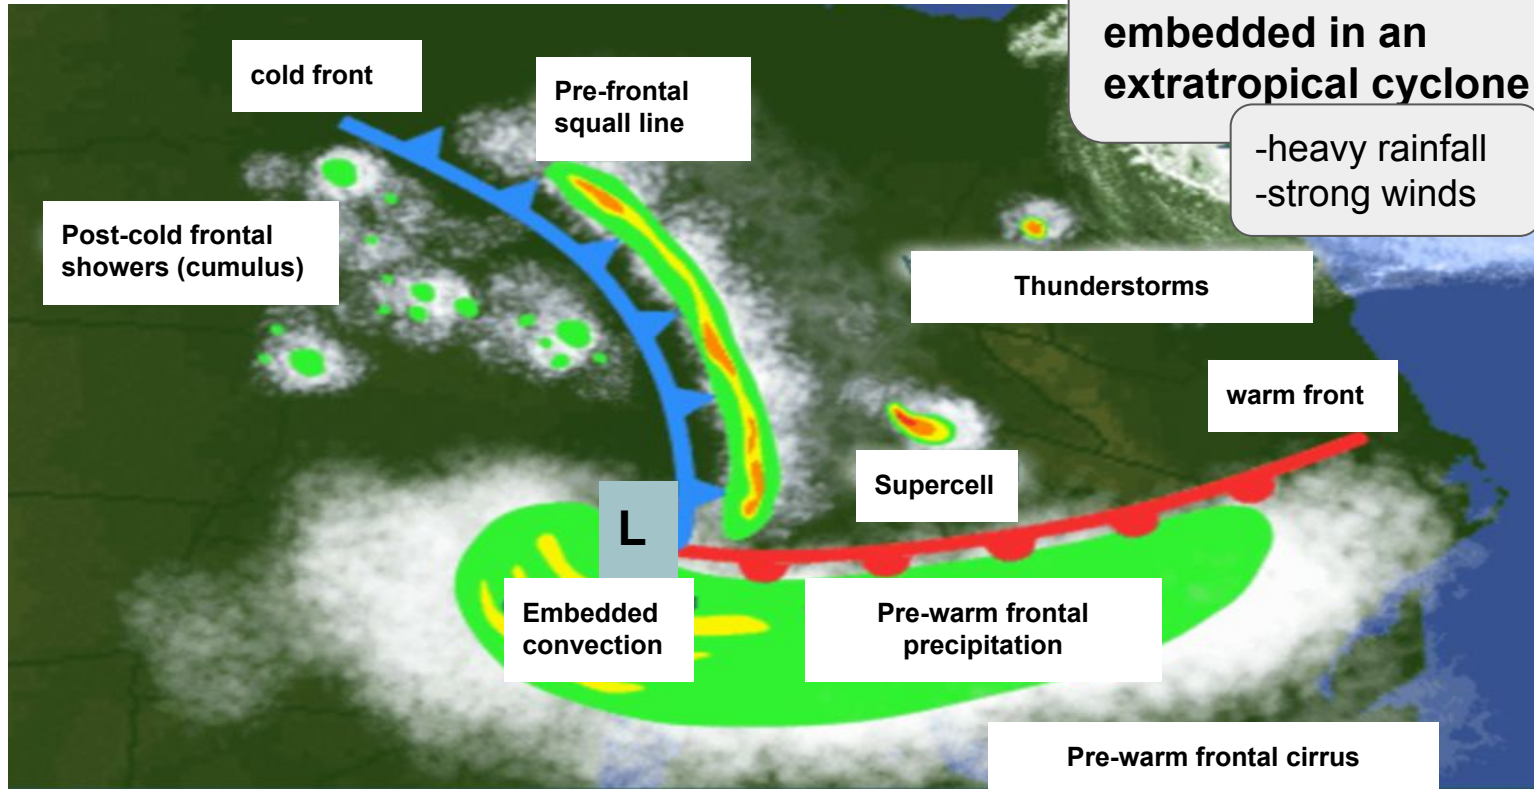 embedded in an
extratropical cyclone
-heavy rainfall
-strong winds
cold front
Pre-frontal
squall line
Post-cold frontal
showers (cumulus)
Thunderstorms
warm front
Supercell
L
Embedded
convection
Pre-warm frontal
precipitation
Pre-warm frontal cirrus